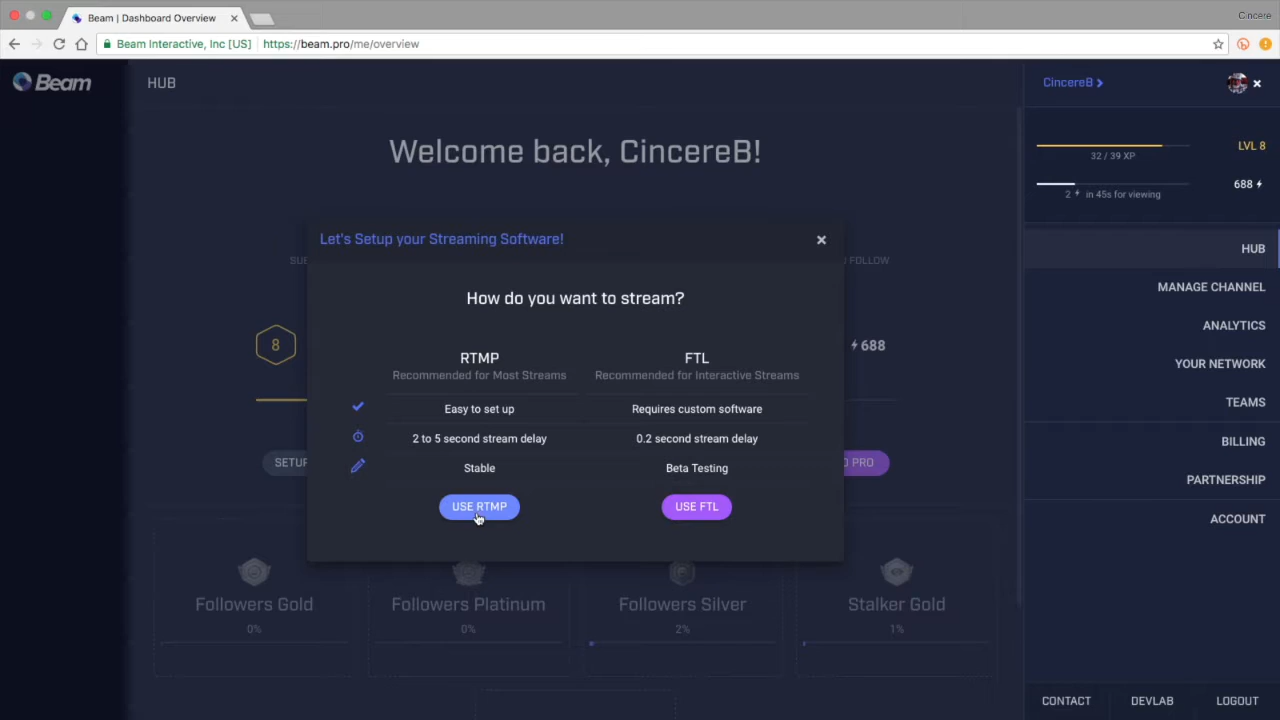 Beam | Dashboard Overview
Cincere
Beam Interactive, Inc [US] https://beam.pro/me/overview
Beam
HUB
CincereB
Welcome back, CincereB!
32 / 39 XP
LVL 8
2 in 45s for viewing
688
Let's Setup your Streaming Software!
O FOLLOW
HUB
How do you want to stream?
MANAGE CHANNEL
ANALYTICS
8
688
RTMP
FTL
YOUR NETWORK
Recommended for Most Streams
Recommended for Interactive Streams
TEAMS
Easy to set up
Requires custom software
2 to 5 second stream delay
0.2 second stream delay
BILLING
SETUP
Stable
Beta Testing
O PRO
PARTNERSHIP
USE RTMP
USE FTL
ACCOUNT
Followers Gold
Followers Platinum
Followers Silver
Stalker Gold
0%
0%
2%
1%
CONTACT
DEVLAB
LOGOUT